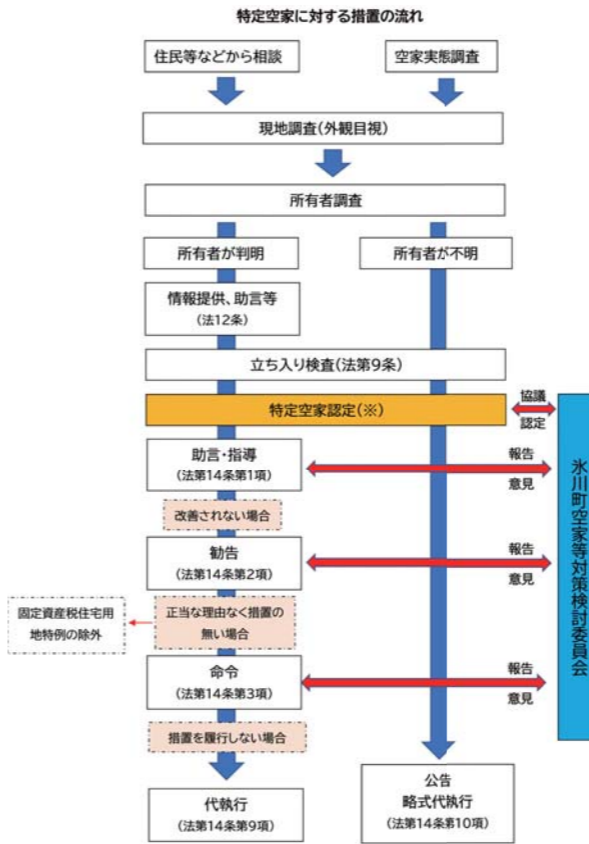 特定空家に対する措置の流れ
住民等などから相談
空家実態調査
現地調査(外観目視)
所有者調査
所有者が判明
所有者が不明
情報提供、助言等
(法12条)
立ち入り検査(法第9条)
特定空家認定(※)
協議
認定
助言・指導
(法第14条第1項)
報告
意見
改善されない場合
勧告
(法第14条第2項)
報告
意見
固定資産税住宅用
地特例の除外
正当な理由なく措置の
無い場合
命令
(法第14条第3項)
報告
意見
措置を履行しない場合
代執行
(法第14条第9項)
公告
略式代執行
(法第14条第10項)
氷川町空家等対策検討委員会